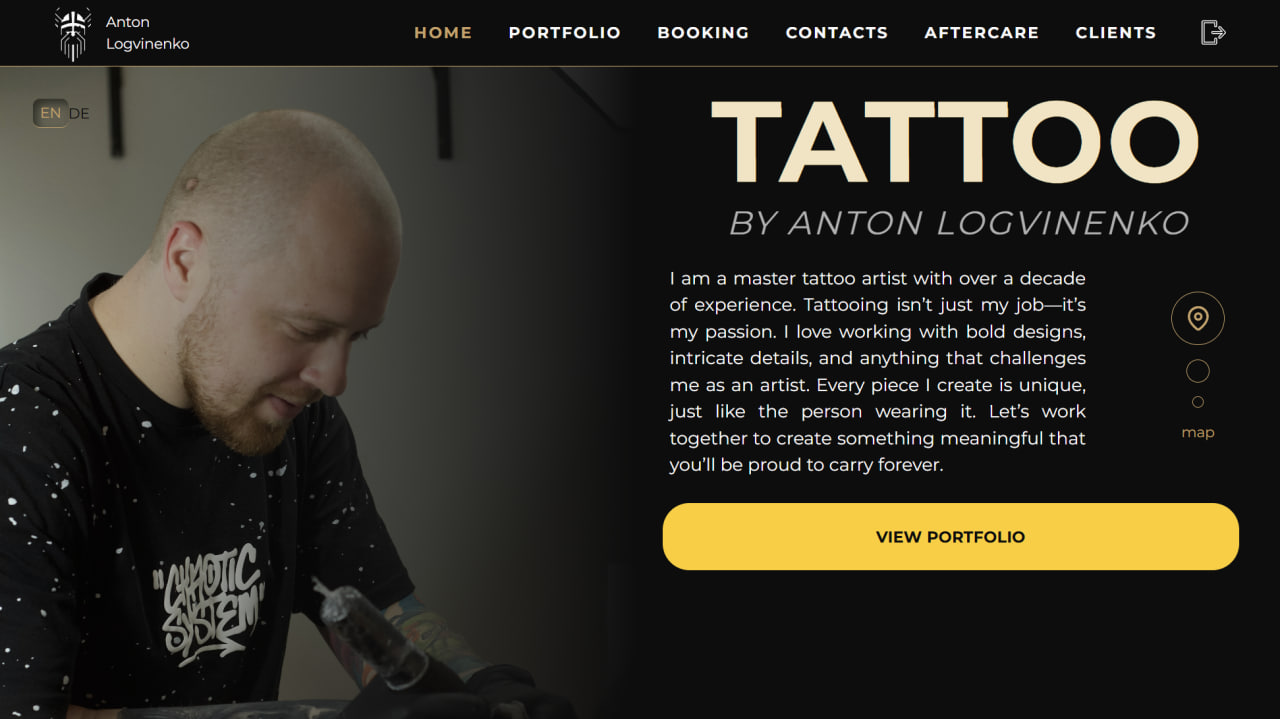 Anton
Logvinenko
HOME PORTFOLIO BOOKING CONTACTS AFTERCARE CLIENTS
EN DE
TATTOO
BY ANTON LOGVINENKO
I am a master tattoo artist with over a decade
of experience. Tattooing isn’t just my job—it’s
my passion. I love working with bold designs,
intricate details, and anything that challenges
me as an artist. Every piece I create is unique,
just like the person wearing it. Let’s work
together to create something meaningful that
you’ll be proud to carry forever.
map
VIEW PORTFOLIO
"CHAOTIC
SYSTEM"